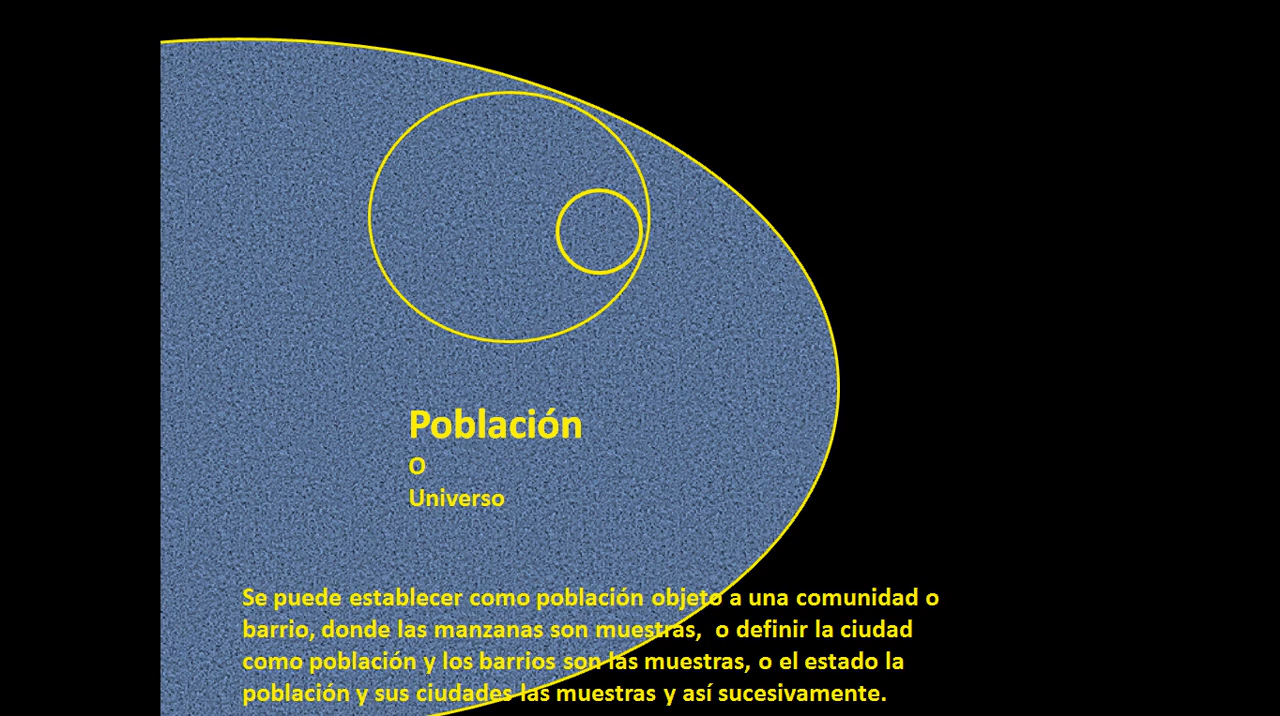 Población
O
Universo
Se puede establecer como población objeto a una comunidad o
barrio, donde las manzanas son muestras,  o definir la ciudad
como población y los barrios son las muestras, o el estado la
población y sus ciudades las muestras y así sucesivamente.